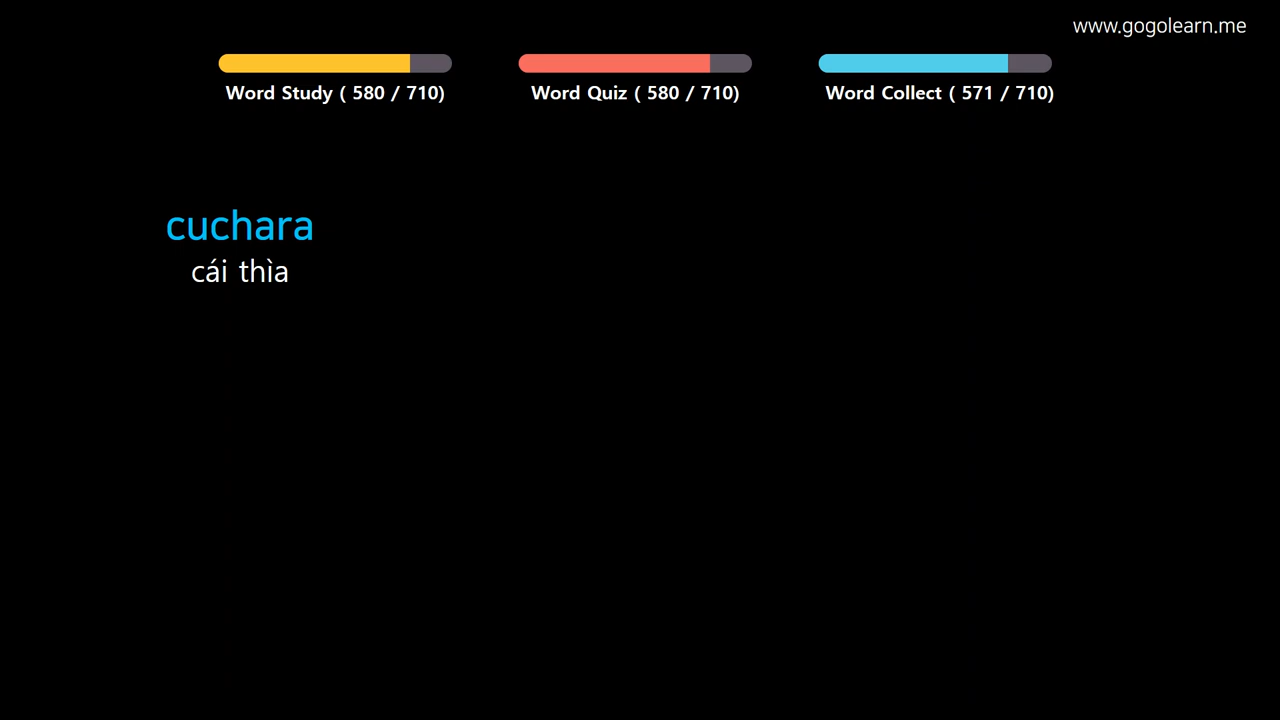 www.gogolearn.me
Word Study ( 580 / 710)
Word Quiz ( 580 / 710)
Word Collect ( 571 / 710)
cuchara
cái thìa